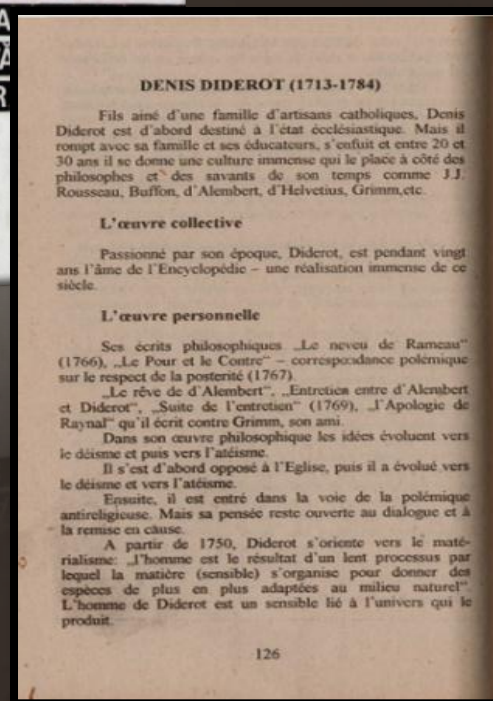 A
R
DENIS DIDEROT (1713-1784)
Fils ainé d'une famille d'artisans catholiques, Denis
Diderot est d'abord destiné à l'état écclésiastique. Mais il
rompt avec sa famille et ses éducateurs, s'enfuit et entre 20 et
30 ans il se donne une culture immense qui le place à côté des
philosophes et des savants de son temps comme J.J.
Rousseau, Buffon, d'Alembert, d'Helvetius, Grimm,etc.
L'œuvre collective
Passionné par son époque, Diderot, est pendant vingt
ans l'âme de l'Encyclopédie – une réalisation immense de ce
siècle.
L'œuvre personnelle
Ses écrits philosophiques „Le neveu de Rameau“
(1766), „Le Pour et le Contre“ – correspondance polémique
sur le respect de la posterité (1767).
„Le rêve de d'Alembert“, „Entretien entre d'Alembert
et Diderot“, „Suite de l'entretien“ (1769), „l'Apologie de
Raynal“ qu'il écrit contre Grimm, son ami.
Dans son œuvre philosophique les idées évoluent vers
le déisme et puis vers l'atéisme.
Il s'est d'abord opposé à l'Eglise, puis il a évolué vers
le déisme et vers l'atéisme.
Ensuite, il est entré dans la voie de la polémique
antireligieuse. Mais sa pensée reste ouverte au dialogue et à
la remise en cause.
A partir de 1750, Diderot s'oriente vers le maté-
rialisme: „l'homme est le résultat d'un lent processus par
lequel la matière (sensible) s'organise pour donner des
espèces de plus en plus adaptées au milieu naturel“.
L'homme de Diderot est un sensible lié à l'univers qui le
produit.
126